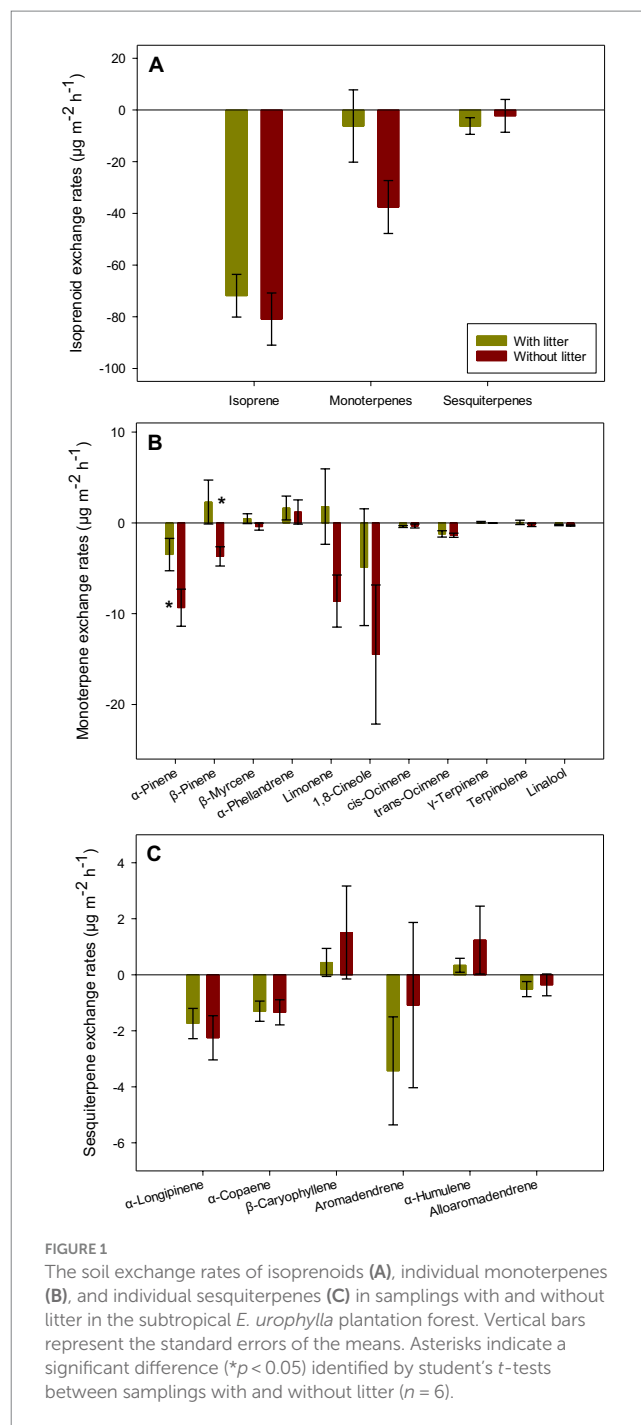 A
Isoprenoid exchange rates (µg m-2 h-1)
20
0
-20
-40
-60
-80
-100
With litter
Without litter
Isoprene Monoterpenes Sesquiterpenes
B
Monoterpene exchange rates (µg m-2 h-1)
10
0
-10
-20
*
*
α-Pinene
β-Pinene
β-Myrcene
α-Phellandrene
Limonene
1,8-Cineole
cis-Ocimene
trans-Ocimene
γ-Terpinene
Terpinolene
Linalool
C
Sesquiterpene exchange rates (µg m-2 h-1)
4
2
0
-2
-4
-6
α-Longipinene
α-Copaene
β-Caryophyllene
Aromadendrene
α-Humulene
Alloaromadendrene
FIGURE 1
The soil exchange rates of isoprenoids (A), individual monoterpenes
(B), and individual sesquiterpenes (C) in samplings with and without
litter in the subtropical E. urophylla plantation forest. Vertical bars
represent the standard errors of the means. Asterisks indicate a
significant difference (*p < 0.05) identified by student's t-tests
between samplings with and without litter (n = 6).